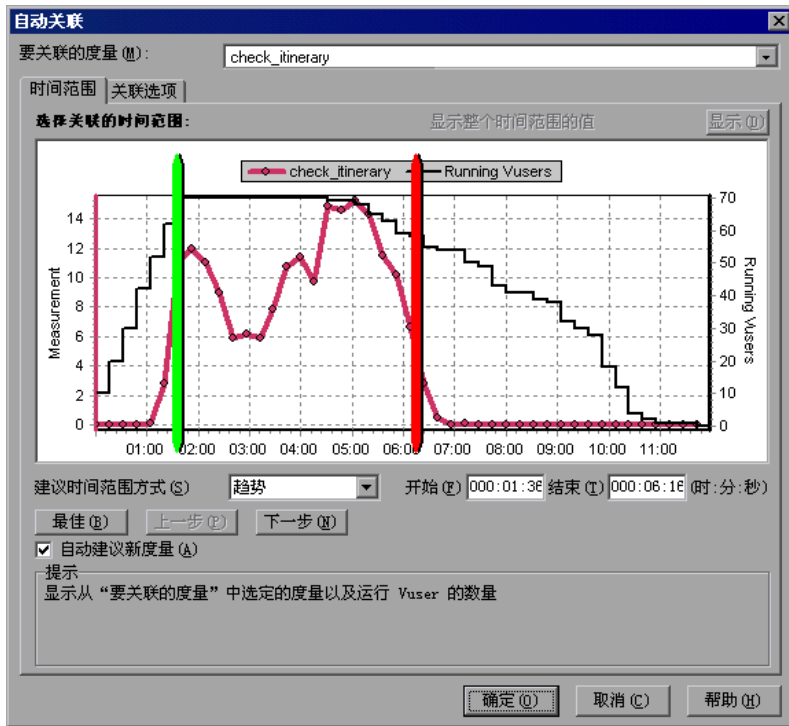 自动关联
要关联的度量(M): check_itinerary
时间范围 关联选项
选择关联的时间范围: 显示整个时间范围的值 显示(D)
check_itinerary Running Vusers
Measurement
14
12
10
8
6
4
2
0
70
60
50
40
30
20
10
0
Running Vusers
01:00 02:00 03:00 04:00 05:00 06:00 07:00 08:00 09:00 10:00 11:00
建议时间范围方式(S) 趋势 开始(F) 000:01:36 结束(T) 000:06:16 (时:分:秒)
最佳(B) 上一步(P) 下一步(N)
自动建议新度量(A)
提示
显示从“要关联的度量”中选定的度量以及运行 Vuser 的数量
确定(O) 取消(C) 帮助(H)